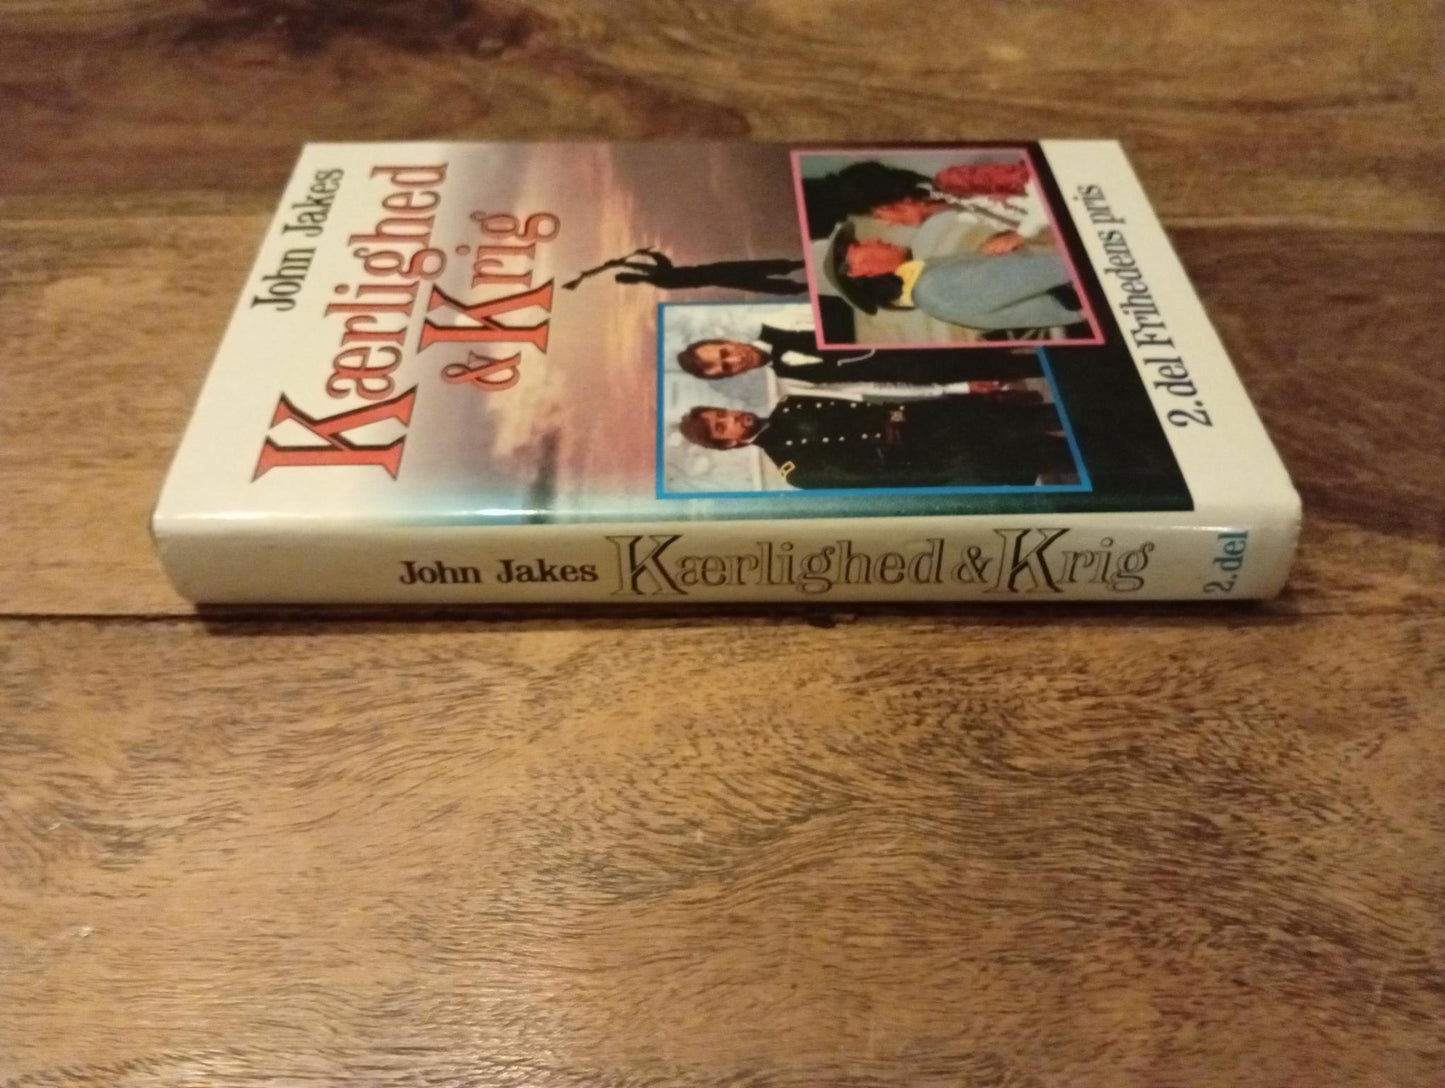 John Jakes
Kærlighed
& Krig
2. del Frihedens pris
John Jakes Kærlighed & Krig 2. del